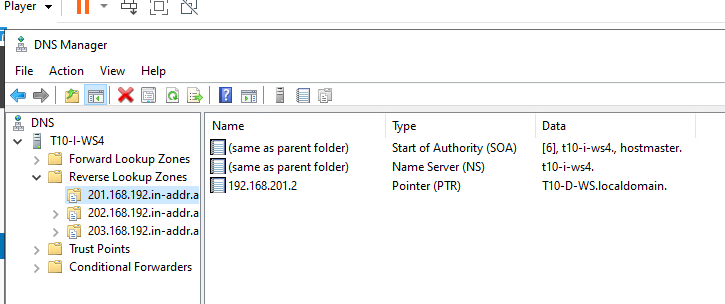 Player
DNS Manager
File Action View Help
DNS
T10-I-WS4
Forward Lookup Zones
Reverse Lookup Zones
201.168.192.in-addr.a
202.168.192.in-addr.a
203.168.192.in-addr.a
Trust Points
Conditional Forwarders
Name Type Data
(same as parent folder) Start of Authority (SOA) [6], t10-i-ws4., hostmaster.
(same as parent folder) Name Server (NS) t10-i-ws4.
192.168.201.2 Pointer (PTR) T10-D-WS.localdomain.